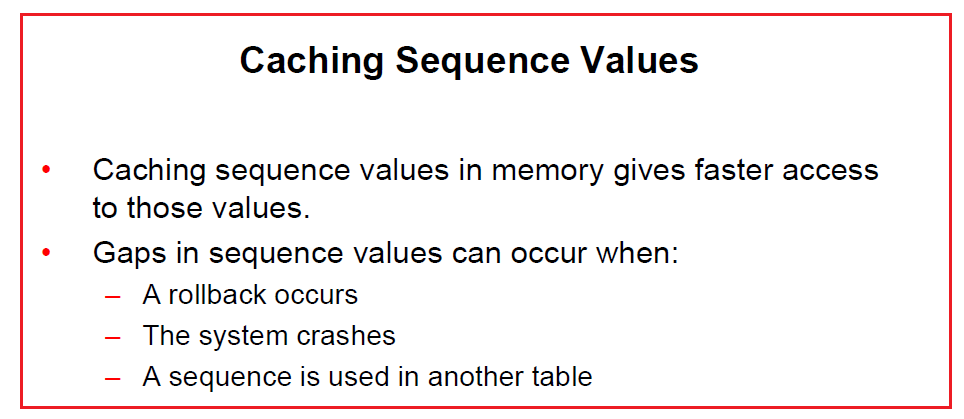 Caching Sequence Values
• Caching sequence values in memory gives faster access
to those values.
• Gaps in sequence values can occur when:
– A rollback occurs
– The system crashes
– A sequence is used in another table